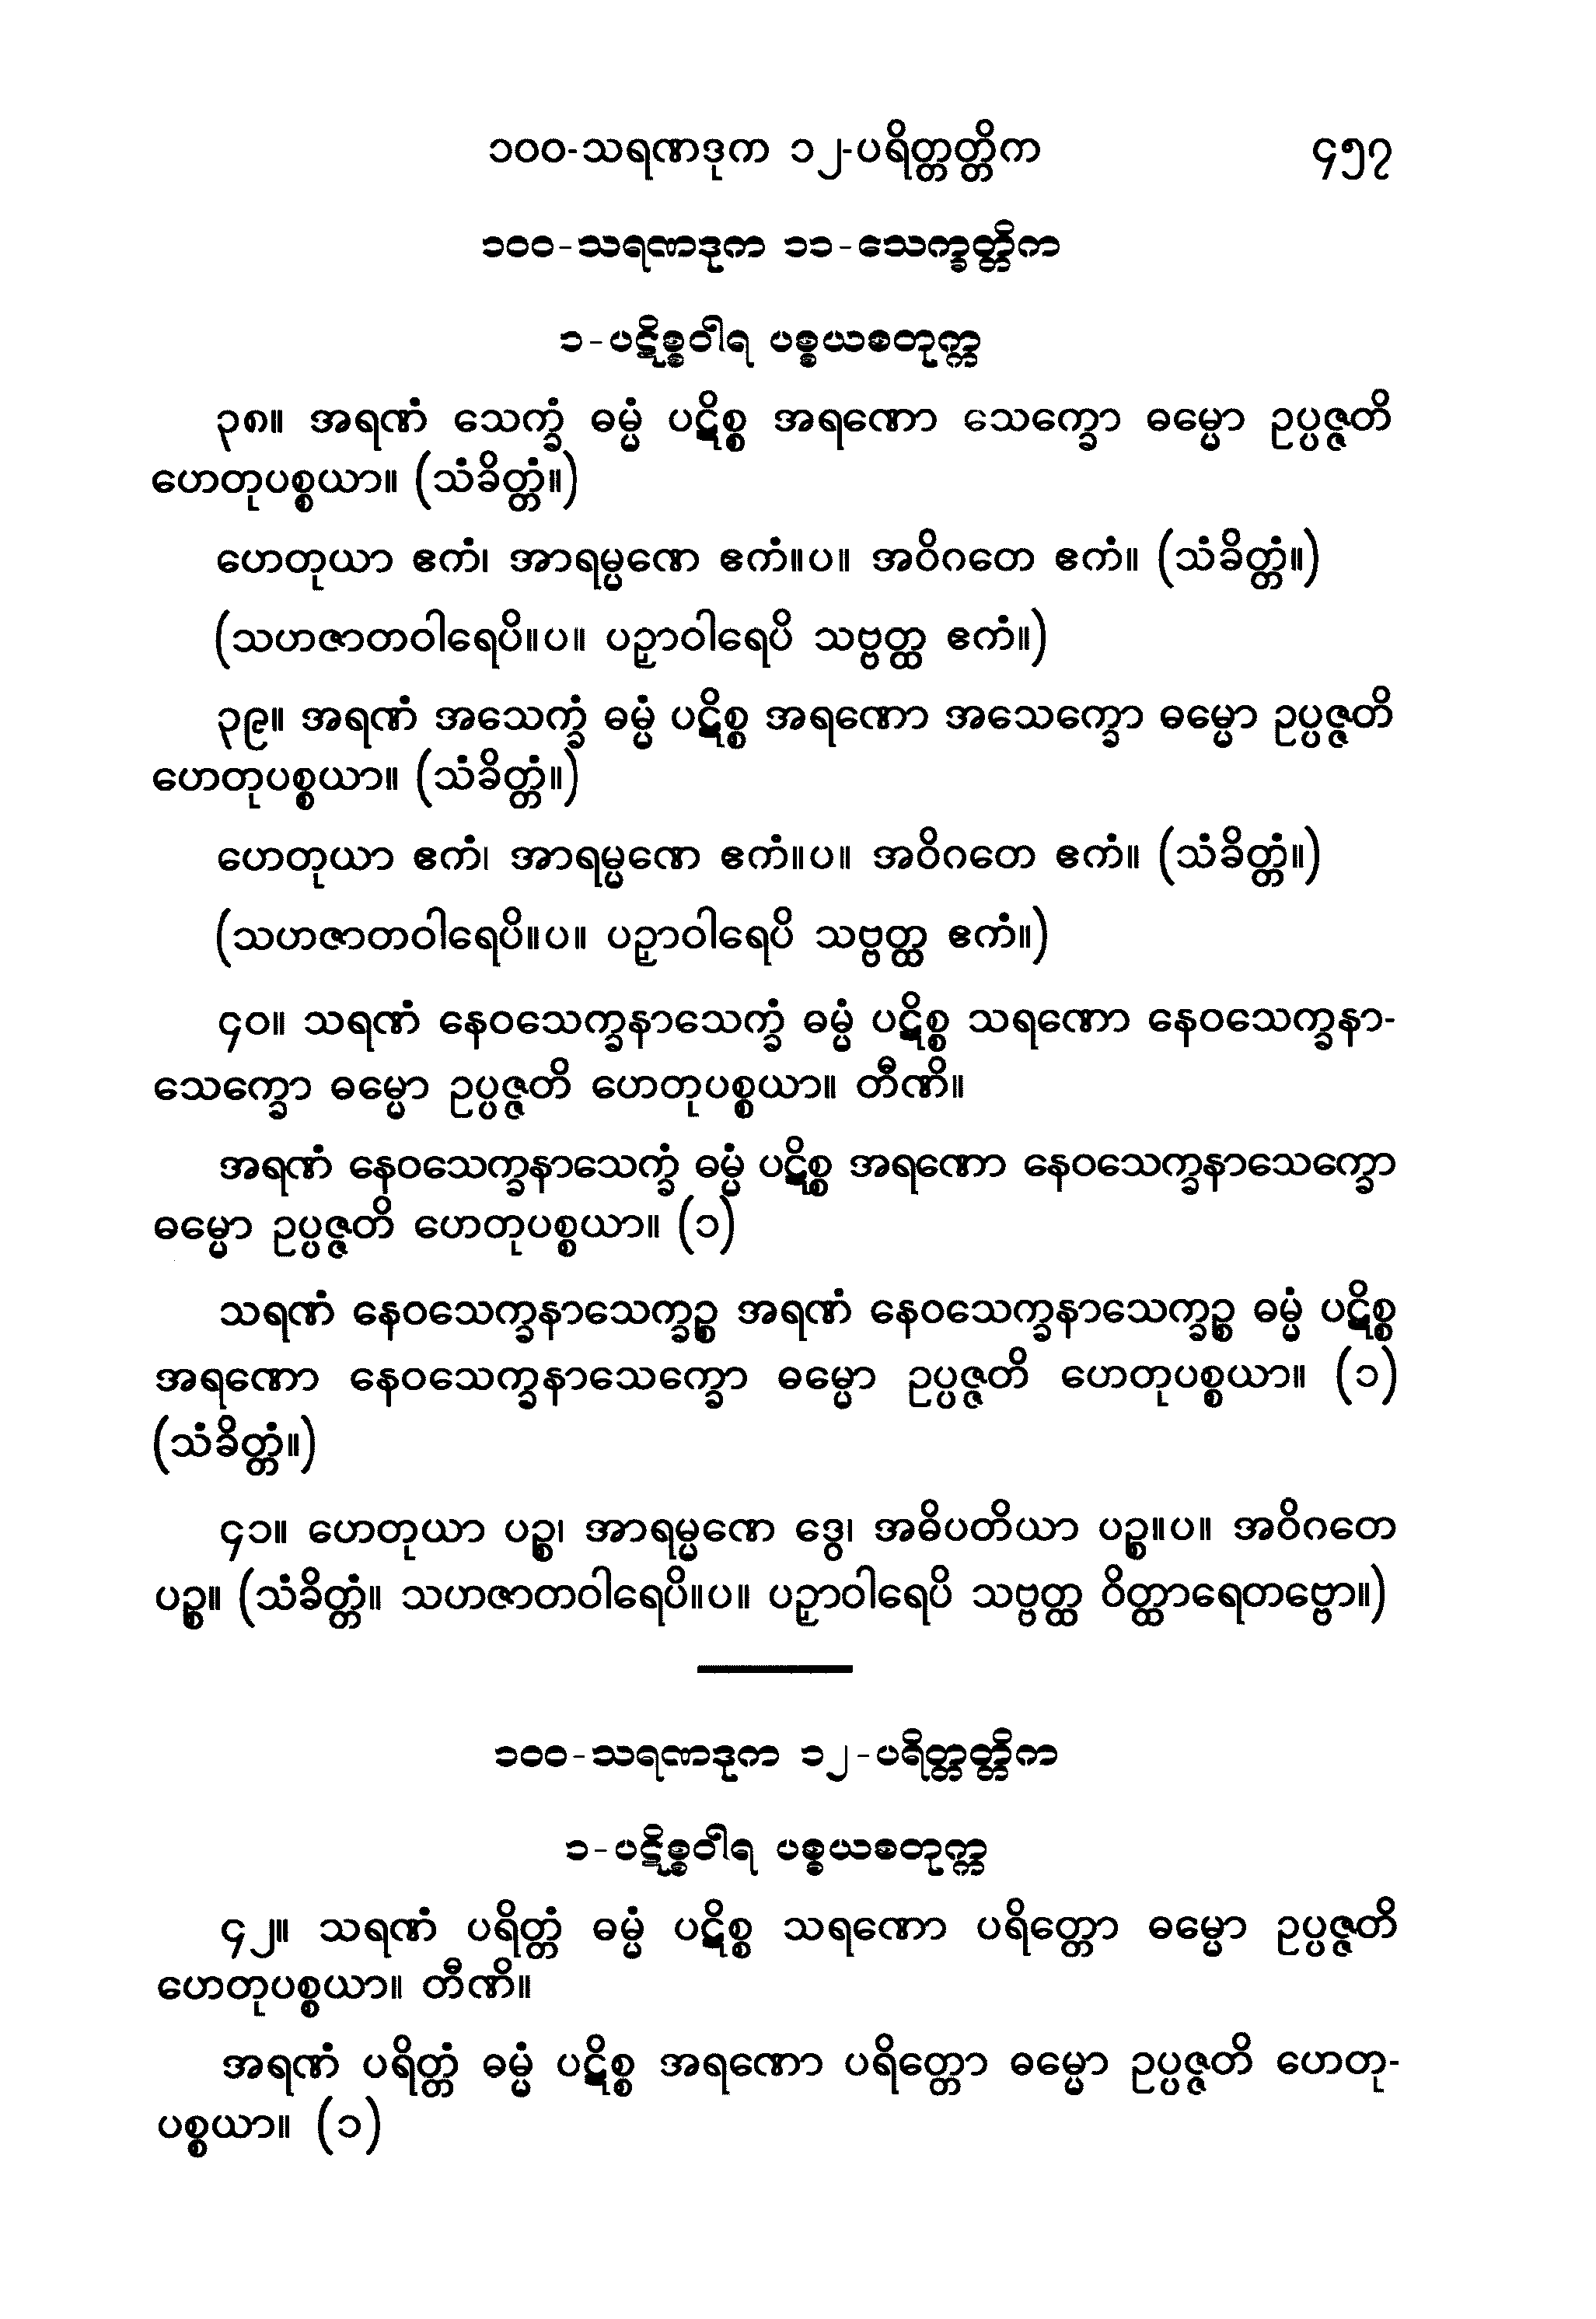 ၁၀၀-သရဏဒုက ၁၂-ပရိတ္တတ္တိက ၄၅၇
၁၀၀-သရဏဒုက ၁၁-သေက္ခတ္တိက
၁-ပဋိစ္စဝါရ ပစ္စယစတုက္က
၃၈။ အရဏံ သေက္ခံ ဓမ္မံ ပဋိစ္စ အရဏော သေက္ခော ဓမ္မော ဥပ္ပဇ္ဇတိ
ဟေတုပစ္စယာ။ (သံခိတ္တံ။)
ဟေတုယာ ဧကံ၊ အာရမ္မဏေ ဧကံ။ပ။ အဝိဂတေ ဧကံ။ (သံခိတ္တံ။)
(သဟဇာတဝါရေပိ။ပ။ ပဉှာဝါရေပိ သဗ္ဗတ္ထ ဧကံ။)
၃၉။ အရဏံ အသေက္ခံ ဓမ္မံ ပဋိစ္စ အရဏော အသေက္ခော ဓမ္မော ဥပ္ပဇ္ဇတိ
ဟေတုပစ္စယာ။ (သံခိတ္တံ။)
ဟေတုယာ ဧကံ၊ အာရမ္မဏေ ဧကံ။ပ။ အဝိဂတေ ဧကံ။ (သံခိတ္တံ။)
(သဟဇာတဝါရေပိ။ပ။ ပဉှာဝါရေပိ သဗ္ဗတ္ထ ဧကံ။)
၄၀။ သရဏံ နေဝသေက္ခနာသေက္ခံ ဓမ္မံ ပဋိစ္စ သရဏော နေဝသေက္ခနာ-
သေက္ခော ဓမ္မော ဥပ္ပဇ္ဇတိ ဟေတုပစ္စယာ။ တီဏိ။
အရဏံ နေဝသေက္ခနာသေက္ခံ ဓမ္မံ ပဋိစ္စ အရဏော နေဝသေက္ခနာသေက္ခော
ဓမ္မော ဥပ္ပဇ္ဇတိ ဟေတုပစ္စယာ။ (၁)
သရဏံ နေဝသေက္ခနာသေက္ခဉ္စ အရဏံ နေဝသေက္ခနာသေက္ခဉ္စ ဓမ္မံ ပဋိစ္စ
အရဏော နေဝသေက္ခနာသေက္ခော ဓမ္မော ဥပ္ပဇ္ဇတိ ဟေတုပစ္စယာ။ (၁)
(သံခိတ္တံ။)
၄၁။ ဟေတုယာ ပဉ္စ၊ အာရမ္မဏေ ဒွေ၊ အဓိပတိယာ ပဉ္စ။ပ။ အဝိဂတေ
ပဉ္စ။ (သံခိတ္တံ။ သဟဇာတဝါရေပိ။ပ။ ပဉှာဝါရေပိ သဗ္ဗတ္ထ ဝိတ္ထာရေတဗ္ဗော။)
၁၀၀-သရဏဒုက ၁၂-ပရိတ္တတ္တိက
၁-ပဋိစ္စဝါရ ပစ္စယစတုက္က
၄၂။ သရဏံ ပရိတ္တံ ဓမ္မံ ပဋိစ္စ သရဏော ပရိတ္တော ဓမ္မော ဥပ္ပဇ္ဇတိ
ဟေတုပစ္စယာ။ တီဏိ။
အရဏံ ပရိတ္တံ ဓမ္မံ ပဋိစ္စ အရဏော ပရိတ္တော ဓမ္မော ဥပ္ပဇ္ဇတိ ဟေတု-
ပစ္စယာ။ (၁)